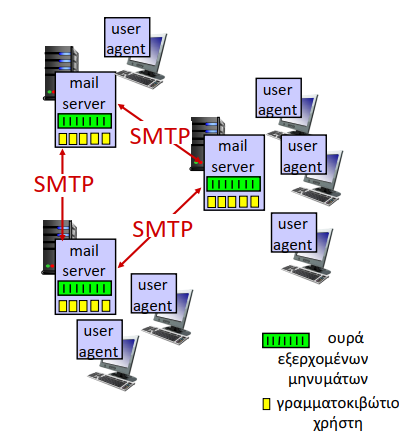 user
agent
mail
server
SMTP
user
agent
mail
server
user
agent
SMTP
SMTP
user
agent
mail
server
user
agent
user
agent
ουρά
εξερχομένων
μηνυμάτων
γραμματοκιβώτιο
χρήστη